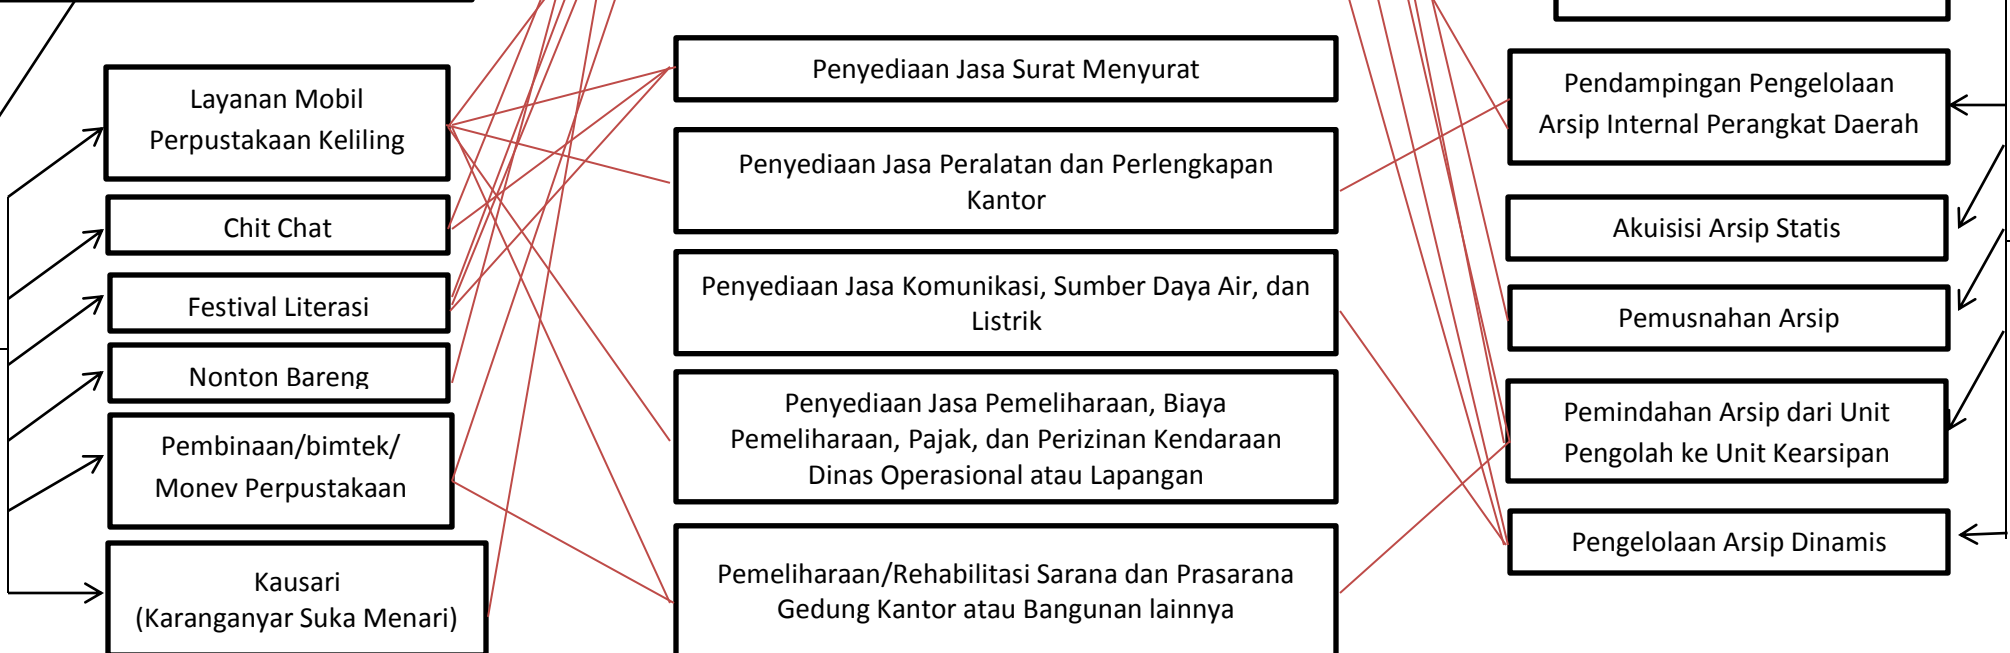 Layanan Mobil
Perpustakaan Keliling
Chit Chat
Festival Literasi
Nonton Bareng
Pembinaan/bimtek/
Monev Perpustakaan
Kausari
(Karanganyar Suka Menari)
Penyediaan Jasa Surat Menyurat
Penyediaan Jasa Peralatan dan Perlengkapan
Kantor
Penyediaan Jasa Komunikasi, Sumber Daya Air, dan
Listrik
Penyediaan Jasa Pemeliharaan, Biaya
Pemeliharaan, Pajak, dan Perizinan Kendaraan
Dinas Operasional atau Lapangan
Pemeliharaan/Rehabilitasi Sarana dan Prasarana
Gedung Kantor atau Bangunan lainnya
Pendampingan Pengelolaan
Arsip Internal Perangkat Daerah
Akuisisi Arsip Statis
Pemusnahan Arsip
Pemindahan Arsip dari Unit
Pengolah ke Unit Kearsipan
Pengelolaan Arsip Dinamis